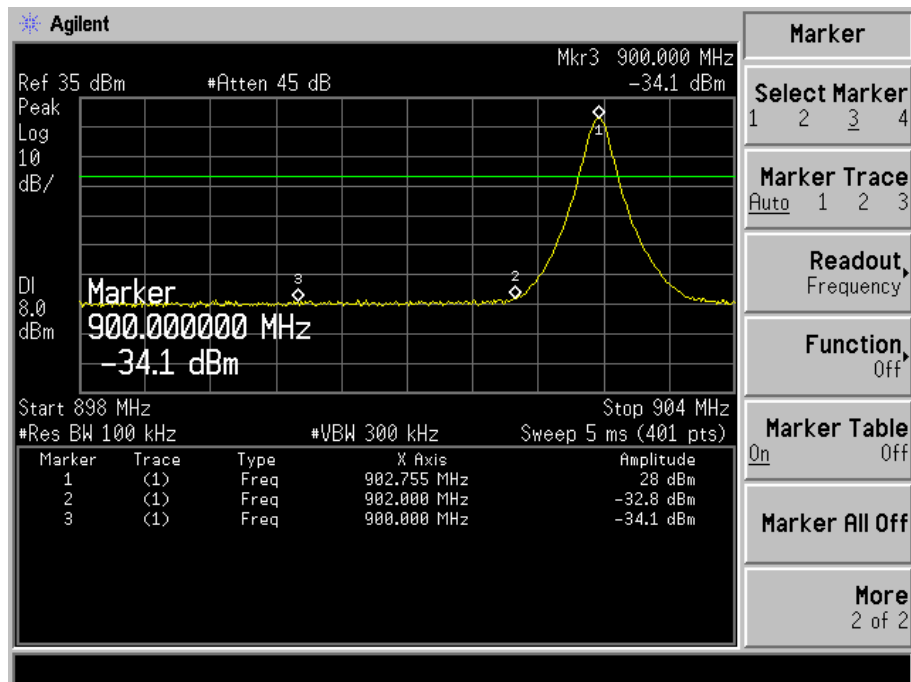 Agilent
Marker
Mkr3 900.000 MHz
Ref 35 dBm #Atten 45 dB -34.1 dBm
Peak
Log
10
dB/
1
3
2
DI
8.0
dBm
Marker
900.000000 MHz
-34.1 dBm
Start 898 MHz Stop 904 MHz
#Res BW 100 kHz #VBW 300 kHz Sweep 5 ms (401 pts)
Marker Trace Type X Axis Amplitude
1 (1) Freq 902.755 MHz 28 dBm
2 (1) Freq 902.000 MHz -32.8 dBm
3 (1) Freq 900.000 MHz -34.1 dBm
Select Marker
1 2 3 4
Marker Trace
Auto 1 2 3
Readout
Frequency
Function
Off
Marker Table
On Off
Marker All Off
More
2 of 2